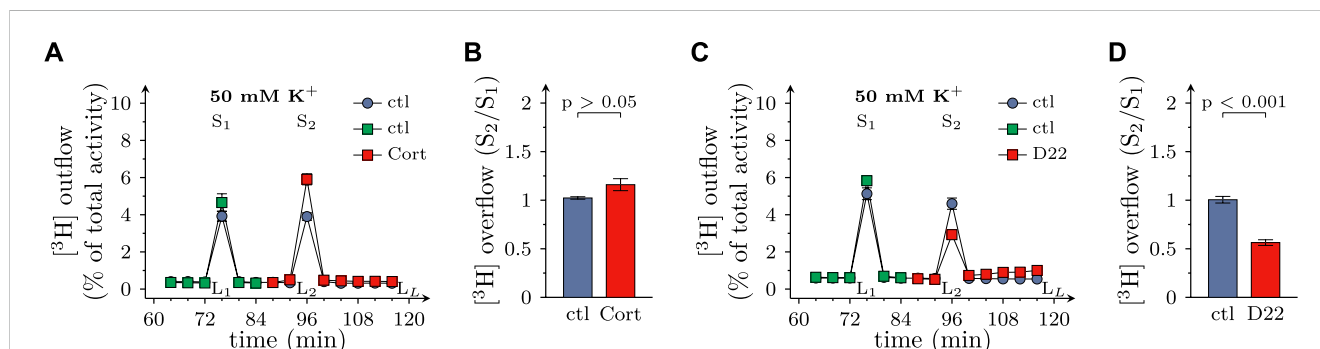 A
[³H] outflow
(% of total activity)
50 mM K⁺
S₁
S₂
ctl
ctl
Cort
10
8
6
4
2
0
L₁
L₂
L_L
60
72
84
96
108
120
time (min)
B
[³H] overflow (S₂/S₁)
p > 0.05
2
1.5
1
0.5
0
ctl Cort
C
[³H] outflow
(% of total activity)
50 mM K⁺
S₁
S₂
ctl
ctl
D22
10
8
6
4
2
0
L₁
L₂
L_L
60
72
84
96
108
120
time (min)
D
[³H] overflow (S₂/S₁)
p < 0.001
2
1.5
1
0.5
0
ctl D22